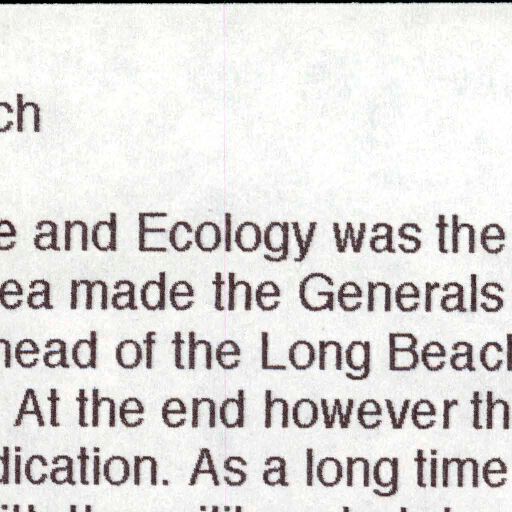 ch
e and Ecology was the
ea made the Generals
head of the Long Beach
At the end however th
dication. As a long time